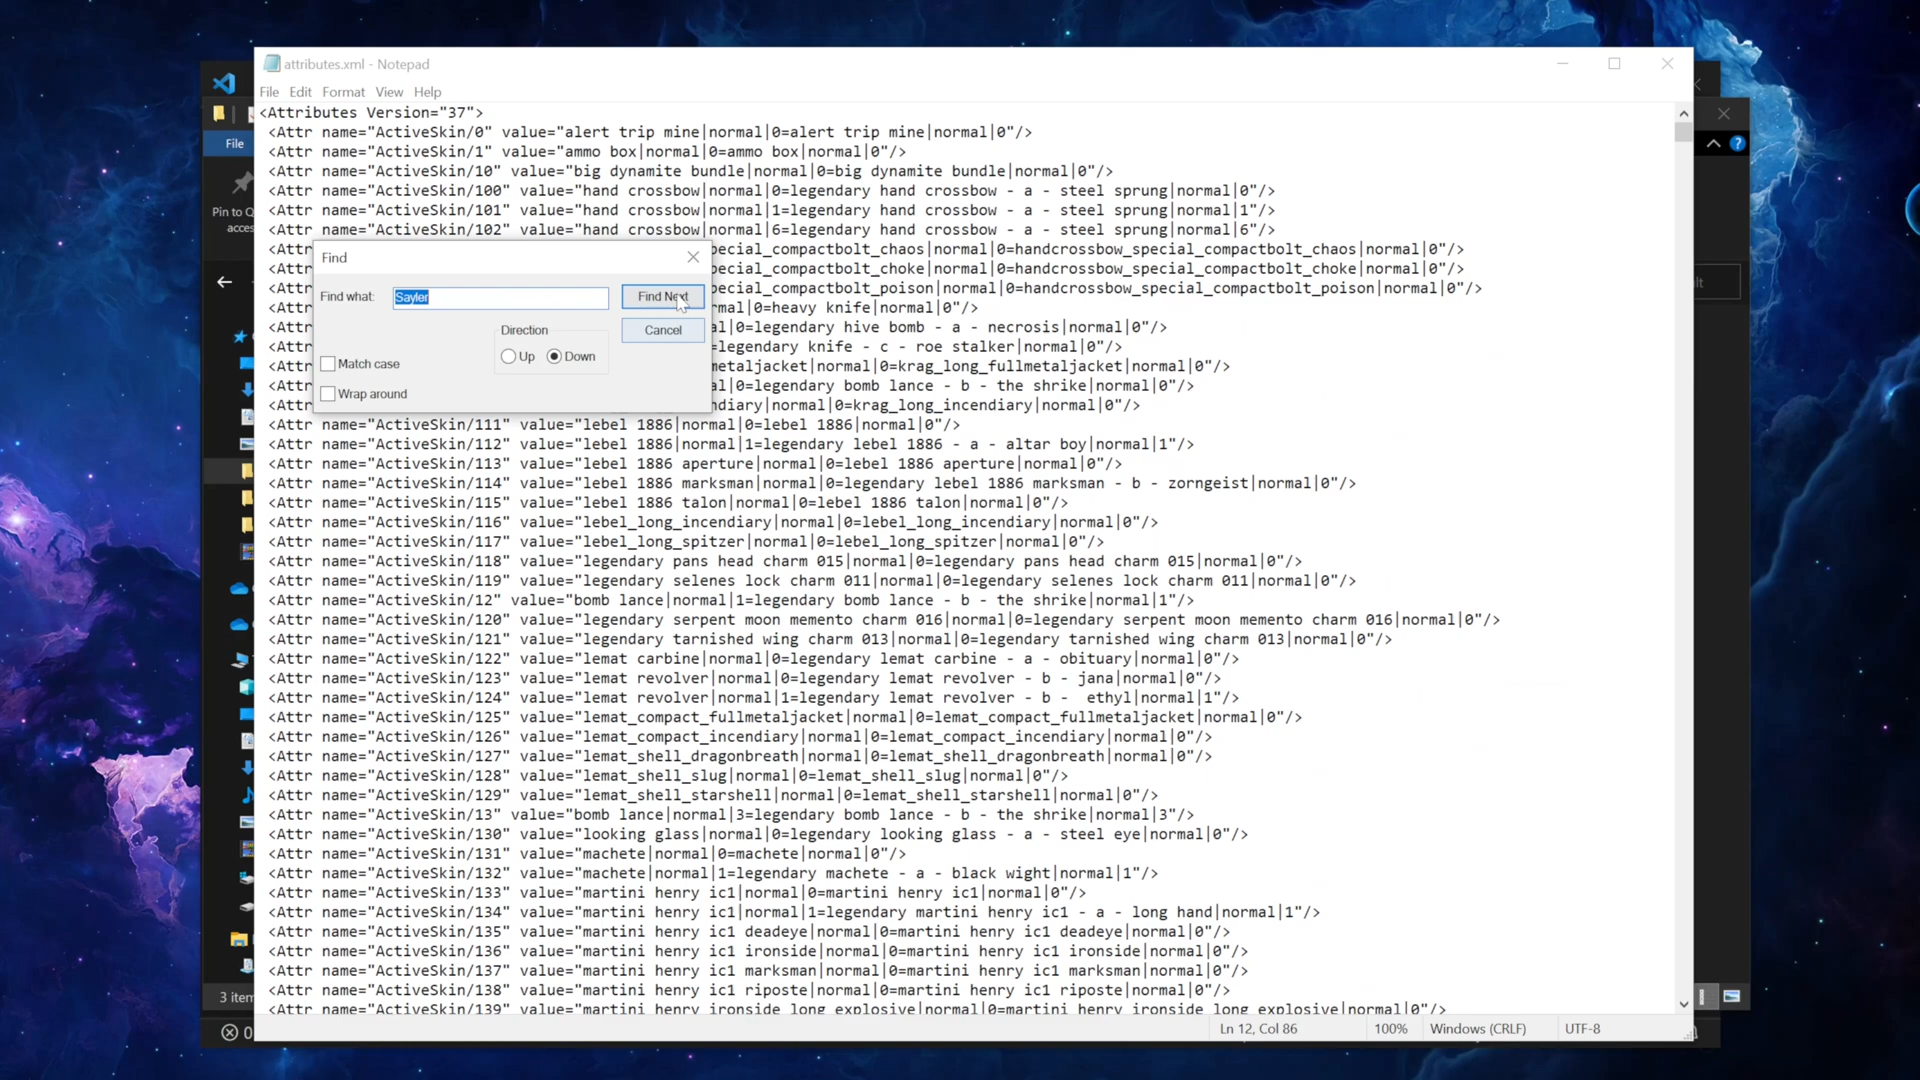 attributes.xml - Notepad
File Edit Format View Help
<Attributes Version="37">
<Attr name="ActiveSkin/0" value="alert trip mine|normal|0=alert trip mine|normal|0"/>
<Attr name="ActiveSkin/1" value="ammo box|normal|0=ammo box|normal|0"/>
<Attr name="ActiveSkin/10" value="big dynamite bundle|normal|0=big dynamite bundle|normal|0"/>
<Attr name="ActiveSkin/100" value="hand crossbow|normal|0=legendary hand crossbow - a - steel sprung|normal|0"/>
<Attr name="ActiveSkin/101" value="hand crossbow|normal|1=legendary hand crossbow - a - steel sprung|normal|1"/>
<Attr name="ActiveSkin/102" value="hand crossbow|normal|6=legendary hand crossbow - a - steel sprung|normal|6"/>
<Attr pecial_compactbolt_chaos|normal|0=handcrossbow_special_compactbolt_chaos|normal|0"/>
<Attr pecial_compactbolt_choke|normal|0=handcrossbow_special_compactbolt_choke|normal|0"/>
<Attr pecial_compactbolt_poison|normal|0=handcrossbow_special_compactbolt_poison|normal|0"/>
<Attr mal|0=heavy knife|normal|0"/>
<Attr |0=legendary hive bomb - a - necrosis|normal|0"/>
<Attr =legendary knife - c - roe stalker|normal|0"/>
<Attr metaljacket|normal|0=krag_long_fullmetaljacket|normal|0"/>
<Attr al|0=legendary bomb lance - b - the shrike|normal|0"/>
<Attr diary|normal|0=krag_long_incendiary|normal|0"/>
<Attr name="ActiveSkin/111" value="lebel 1886|normal|0=lebel 1886|normal|0"/>
<Attr name="ActiveSkin/112" value="lebel 1886|normal|1=legendary lebel 1886 - a - altar boy|normal|1"/>
<Attr name="ActiveSkin/113" value="lebel 1886 aperture|normal|0=lebel 1886 aperture|normal|0"/>
<Attr name="ActiveSkin/114" value="lebel 1886 marksman|normal|0=legendary lebel 1886 marksman - b - zorngeist|normal|0"/>
<Attr name="ActiveSkin/115" value="lebel 1886 talon|normal|0=lebel 1886 talon|normal|0"/>
<Attr name="ActiveSkin/116" value="lebel_long_incendiary|normal|0=lebel_long_incendiary|normal|0"/>
<Attr name="ActiveSkin/117" value="lebel_long_spitzer|normal|0=lebel_long_spitzer|normal|0"/>
<Attr name="ActiveSkin/118" value="legendary pans head charm 015|normal|0=legendary pans head charm 015|normal|0"/>
<Attr name="ActiveSkin/119" value="legendary selenes lock charm 011|normal|0=legendary selenes lock charm 011|normal|0"/>
<Attr name="ActiveSkin/12" value="bomb lance|normal|1=legendary bomb lance - b - the shrike|normal|1"/>
<Attr name="ActiveSkin/120" value="legendary serpent moon memento charm 016|normal|0=legendary serpent moon memento charm 016|normal|0"/>
<Attr name="ActiveSkin/121" value="legendary tarnished wing charm 013|normal|0=legendary tarnished wing charm 013|normal|0"/>
<Attr name="ActiveSkin/122" value="lemat carbine|normal|0=legendary lemat carbine - a - obituary|normal|0"/>
<Attr name="ActiveSkin/123" value="lemat revolver|normal|0=legendary lemat revolver - b - jana|normal|0"/>
<Attr name="ActiveSkin/124" value="lemat revolver|normal|1=legendary lemat revolver - b -  ethyl|normal|1"/>
<Attr name="ActiveSkin/125" value="lemat_compact_fullmetaljacket|normal|0=lemat_compact_fullmetaljacket|normal|0"/>
<Attr name="ActiveSkin/126" value="lemat_compact_incendiary|normal|0=lemat_compact_incendiary|normal|0"/>
<Attr name="ActiveSkin/127" value="lemat_shell_dragonbreath|normal|0=lemat_shell_dragonbreath|normal|0"/>
<Attr name="ActiveSkin/128" value="lemat_shell_slug|normal|0=lemat_shell_slug|normal|0"/>
<Attr name="ActiveSkin/129" value="lemat_shell_starshell|normal|0=lemat_shell_starshell|normal|0"/>
<Attr name="ActiveSkin/13" value="bomb lance|normal|3=legendary bomb lance - b - the shrike|normal|3"/>
<Attr name="ActiveSkin/130" value="looking glass|normal|0=legendary looking glass - a - steel eye|normal|0"/>
<Attr name="ActiveSkin/131" value="machete|normal|0=machete|normal|0"/>
<Attr name="ActiveSkin/132" value="machete|normal|1=legendary machete - a - black wight|normal|1"/>
<Attr name="ActiveSkin/133" value="martini henry ic1|normal|0=martini henry ic1|normal|0"/>
<Attr name="ActiveSkin/134" value="martini henry ic1|normal|1=legendary martini henry ic1 - a - long hand|normal|1"/>
<Attr name="ActiveSkin/135" value="martini henry ic1 deadeye|normal|0=martini henry ic1 deadeye|normal|0"/>
<Attr name="ActiveSkin/136" value="martini henry ic1 ironside|normal|0=martini henry ic1 ironside|normal|0"/>
<Attr name="ActiveSkin/137" value="martini henry ic1 marksman|normal|0=martini henry ic1 marksman|normal|0"/>
<Attr name="ActiveSkin/138" value="martini henry ic1 riposte|normal|0=martini henry ic1 riposte|normal|0"/>
<Attr name="ActiveSkin/139" value="martini henry ironside long explosive|normal|0=martini henry ironside long explosive|normal|0"/>
Find
Find what: Sayler Find Next
Direction Cancel
Up Down
Match case
Wrap around
Ln 12, Col 86 100% Windows (CRLF) UTF-8
File
Pin to Q
acces
3 iter
0